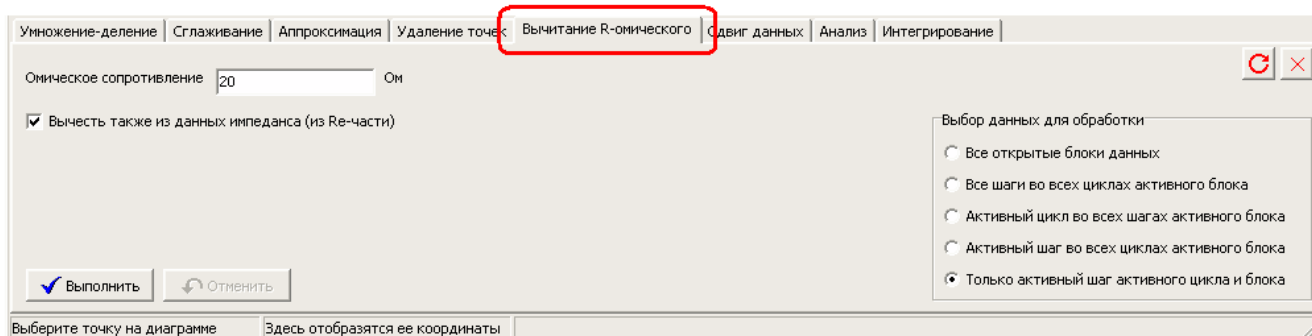 Умножение-деление Сглаживание Аппроксимация Удаление точек Вычитание R-омического Сдвиг данных Анализ Интегрирование
Омическое сопротивление 20 Ом
Вычесть также из данных импеданса (из Re-части)
Выбор данных для обработки
Все открытые блоки данных
Все шаги во всех циклах активного блока
Активный цикл во всех шагах активного блока
Активный шаг во всех циклах активного блока
Только активный шаг активного цикла и блока
Выполнить Отменить
Выберите точку на диаграмме Здесь отобразятся ее координаты